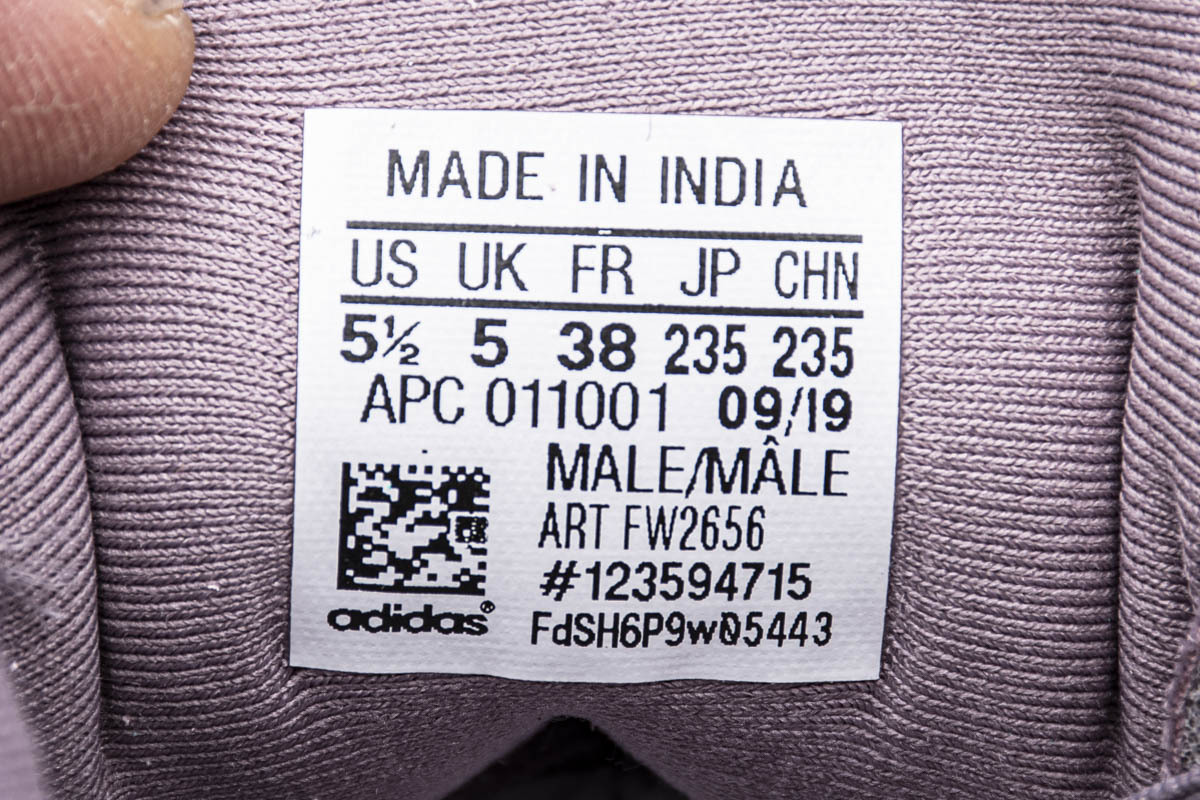 MADE IN INDIA
US UK FR JP CHN
5½ 5 38 235 235
APC 011001 09/19
MALE/MÂLE
ART FW2656
#123594715
adidas®
FdSH6P9w05443